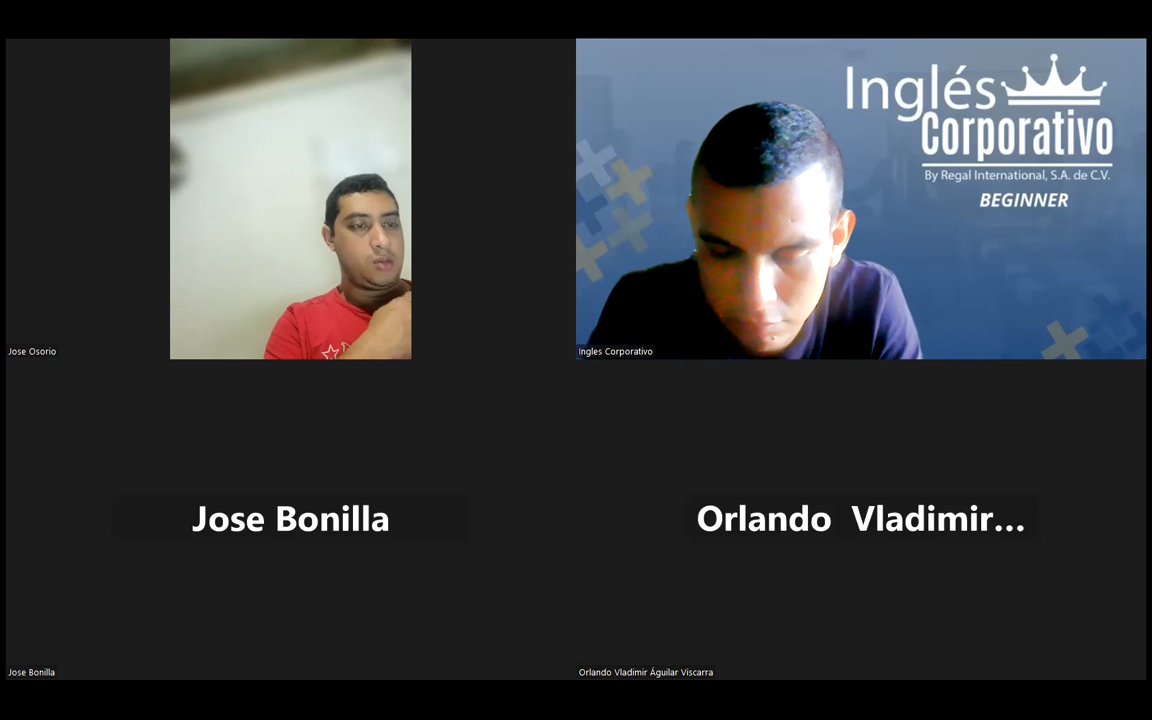 Inglés
Corporativo
By Regal International, S.A. de C.V.
BEGINNER
Jose Osorio
Ingles Corporativo
Jose Bonilla
Orlando  Vladimir...
Jose Bonilla
Orlando Vladimir Águilar Viscarra